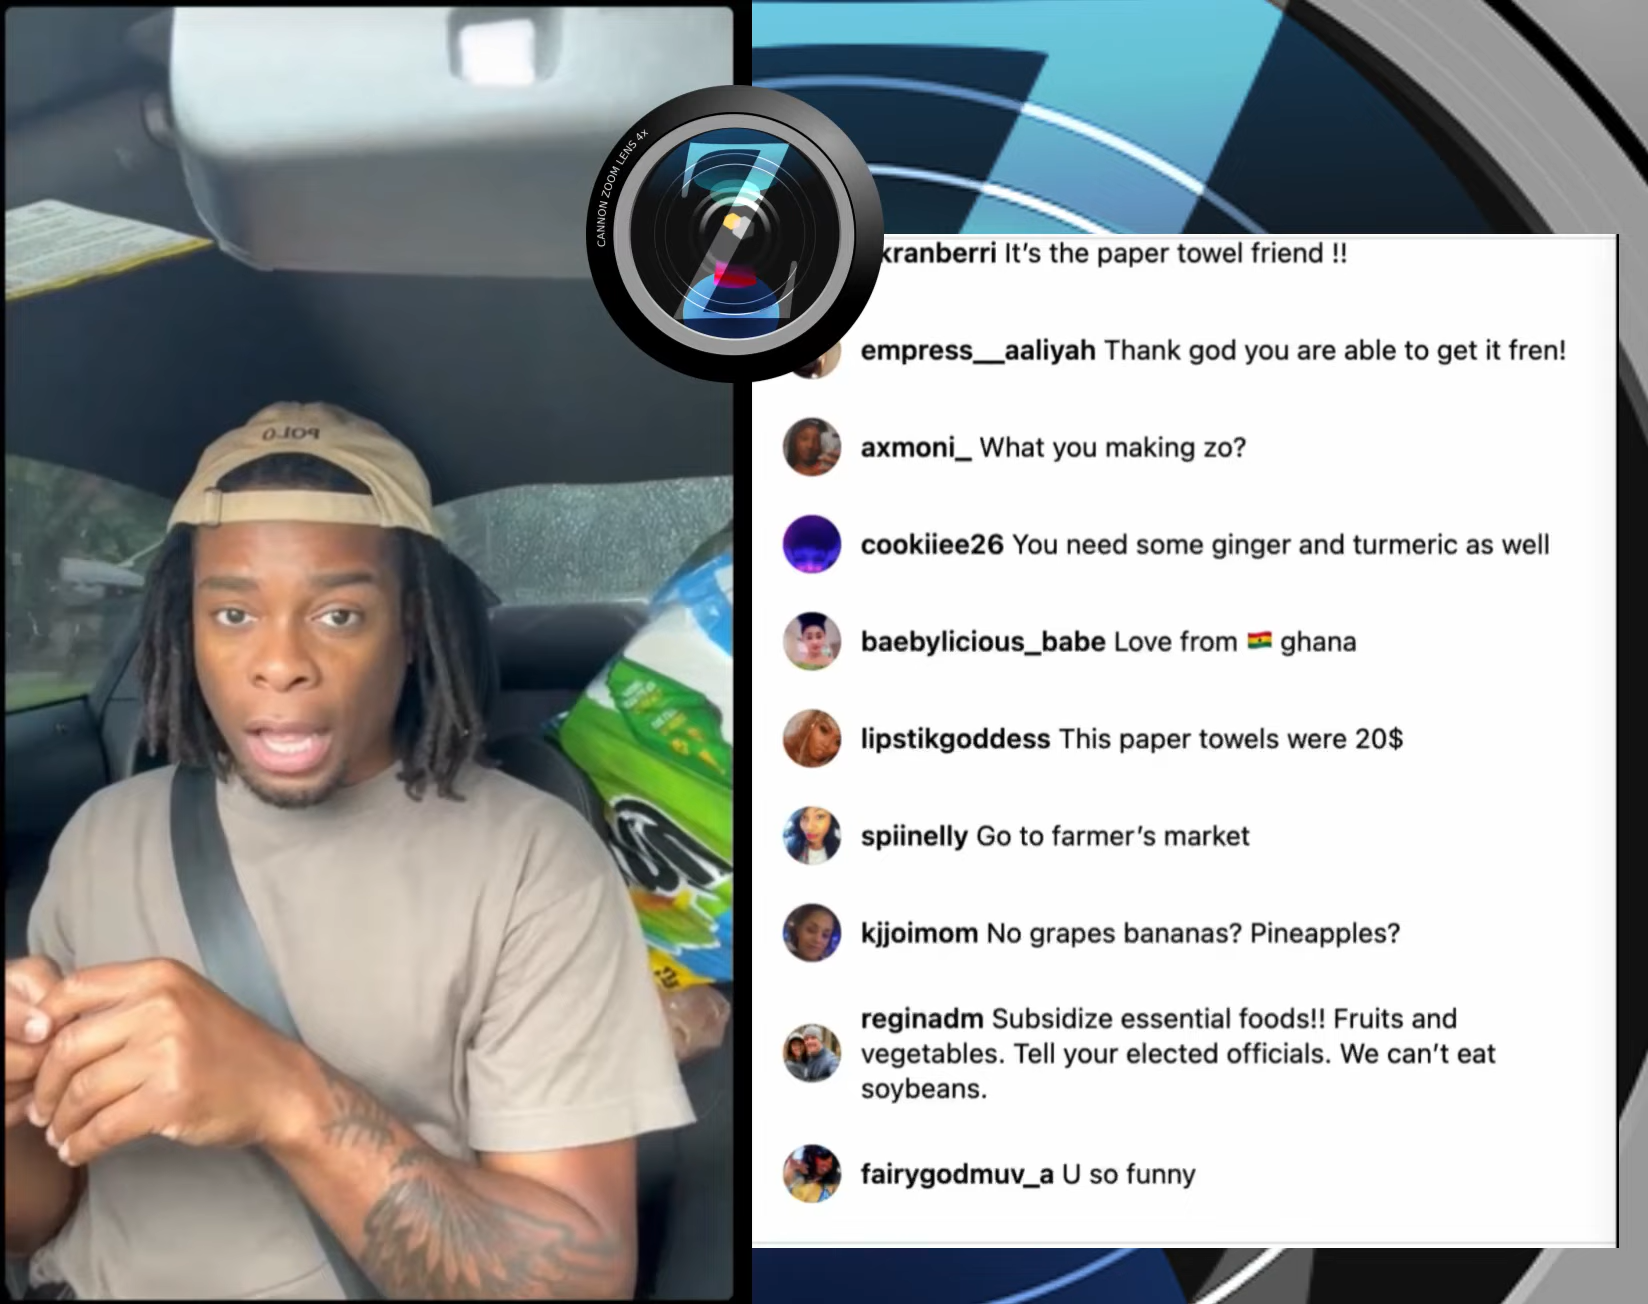 POLO
CANNON ZOOM LENS 4x
kranberri It's the paper towel friend !!
empress__aaliyah Thank god you are able to get it fren!
axmoni_ What you making zo?
cookiiee26 You need some ginger and turmeric as well
baebylicious_babe Love from 🇬🇭 ghana
lipstikgoddess This paper towels were 20$
spiinelly Go to farmer's market
kjjoimom No grapes bananas? Pineapples?
reginadm Subsidize essential foods!! Fruits and
vegetables. Tell your elected officials. We can't eat
soybeans.
fairygodmuv_a U so funny